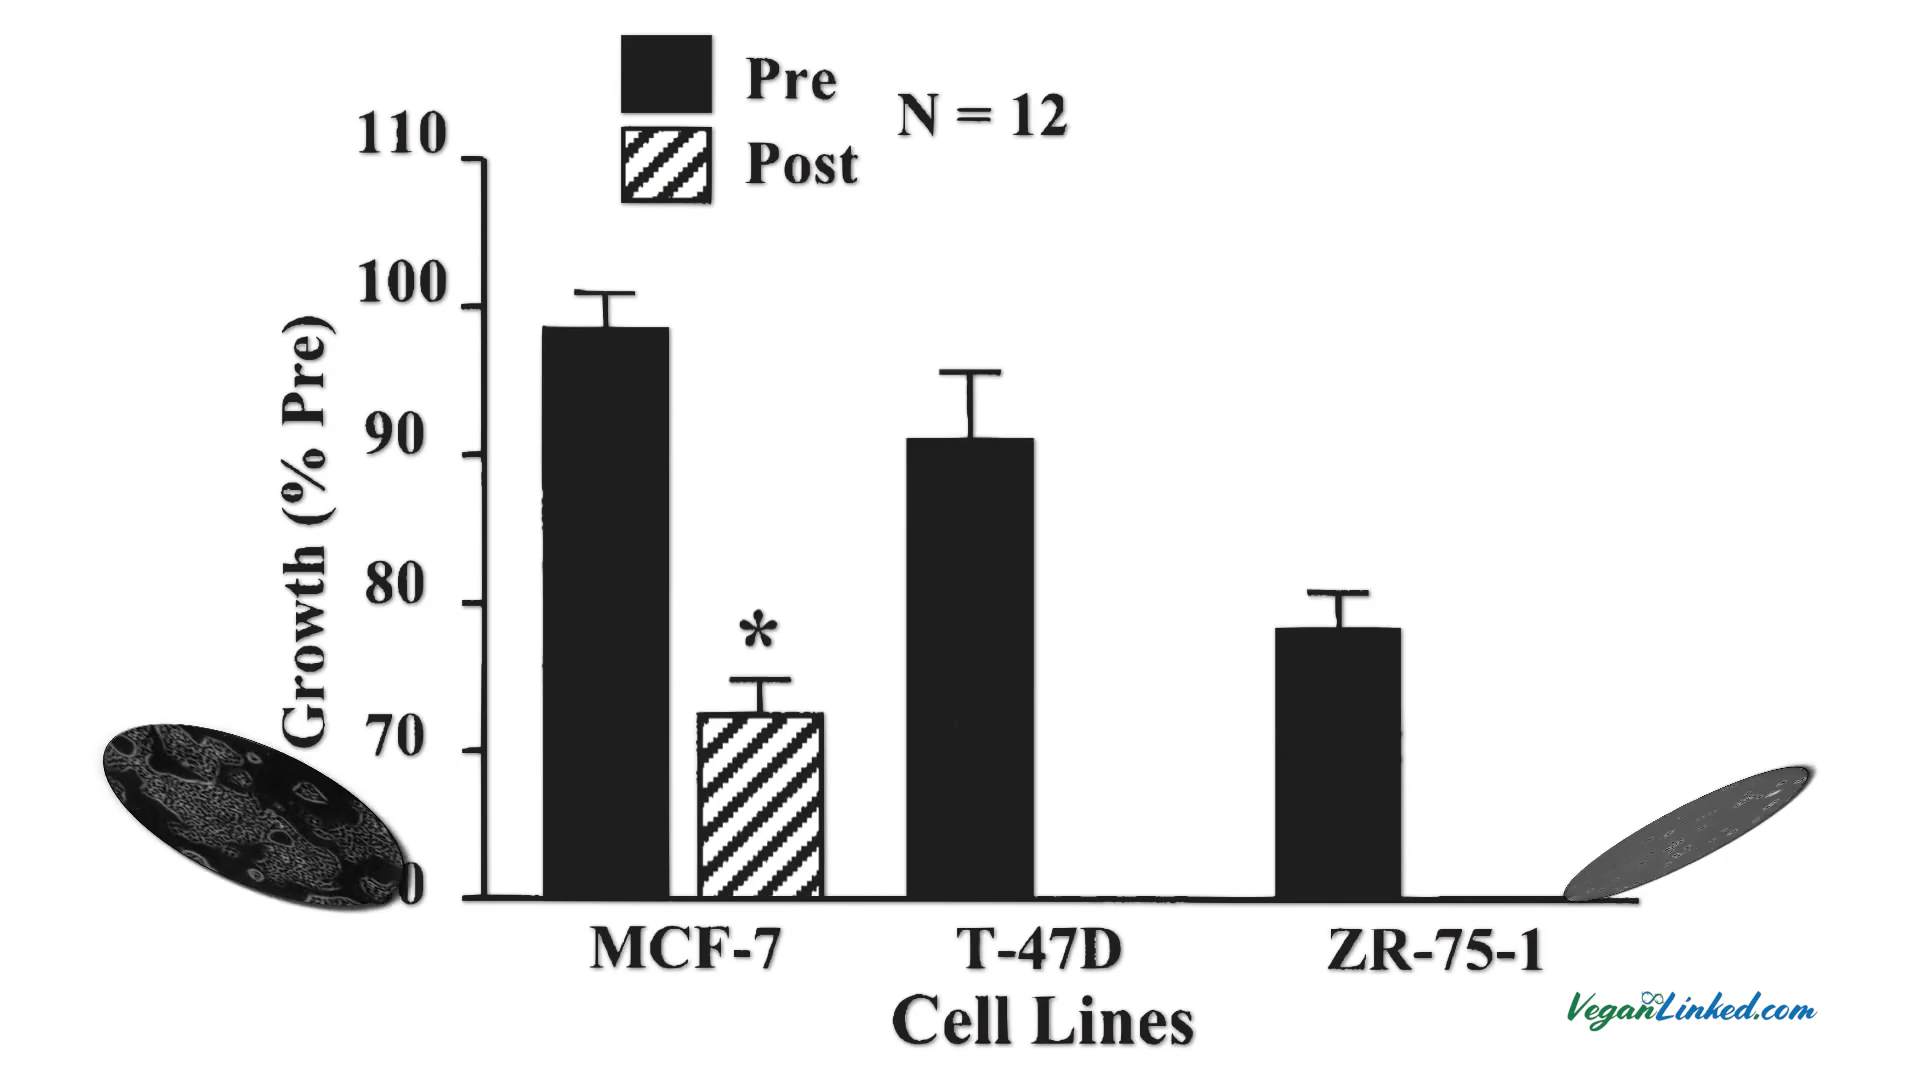 Pre
N = 12
Post
110
100
90
80
70
0
Growth (% Pre)
*
MCF-7
T-47D
ZR-75-1
Cell Lines
VeganLinked.com